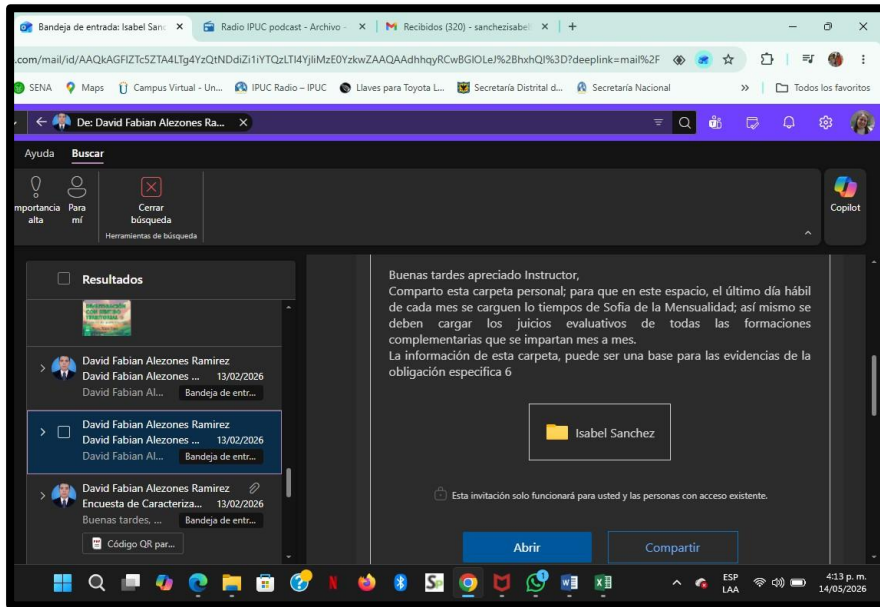 Bandeja de entrada: Isabel Sanc
Radio IPUC podcast - Archivo -
Recibidos (320) - sanchezisabel
.com/mail/id/AAQkAGFIZTc5ZTA4LTg4YzQtNDdiZi1iYTQzLTI4YjliMzE0YzkwZAAQAAdhhqyRCwBGlOLeJ%2BhxhQI%3D?deeplink=mail%2F
SENA
Maps
Campus Virtual - Un...
IPUC Radio – IPUC
Llaves para Toyota L...
Secretaría Distrital d...
Secretaría Nacional
Todos los favoritos
De: David Fabian Alezones Ra...
Ayuda Buscar
mportancia alta
Para mí
Cerrar búsqueda
Herramientas de búsqueda
Copilot
Resultados
David Fabian Alezones Ramirez
David Fabian Alezones ... 13/02/2026
David Fabian Al... Bandeja de entr...
David Fabian Alezones Ramirez
David Fabian Alezones ... 13/02/2026
David Fabian Al... Bandeja de entr...
David Fabian Alezones Ramirez
Encuesta de Caracteriza... 13/02/2026
Buenas tardes, ... Bandeja de entr...
Código QR par...
Buenas tardes apreciado Instructor,
Comparto esta carpeta personal; para que en este espacio, el último día hábil
de cada mes se carguen lo tiempos de Sofia de la Mensualidad; así mismo se
deben cargar los juicios evaluativos de todas las formaciones
complementarias que se impartan mes a mes.
La información de esta carpeta, puede ser una base para las evidencias de la
obligación especifica 6
Isabel Sanchez
Esta invitación solo funcionará para usted y las personas con acceso existente.
Abrir
Compartir
ESP
LAA
4:13 p. m.
14/05/2026